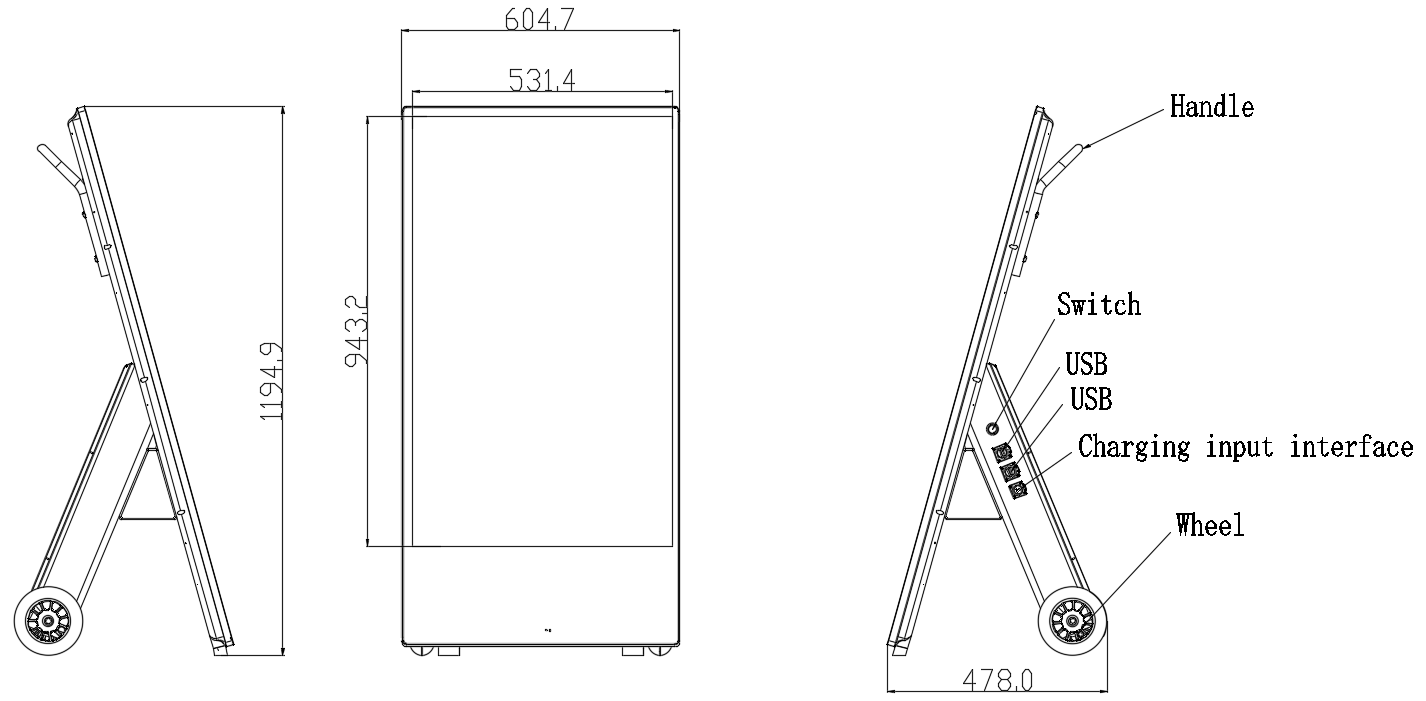 604.7
531.4
943.2
1194.9
Handle
Switch
USB
USB
Charging input interface
Wheel
478.0